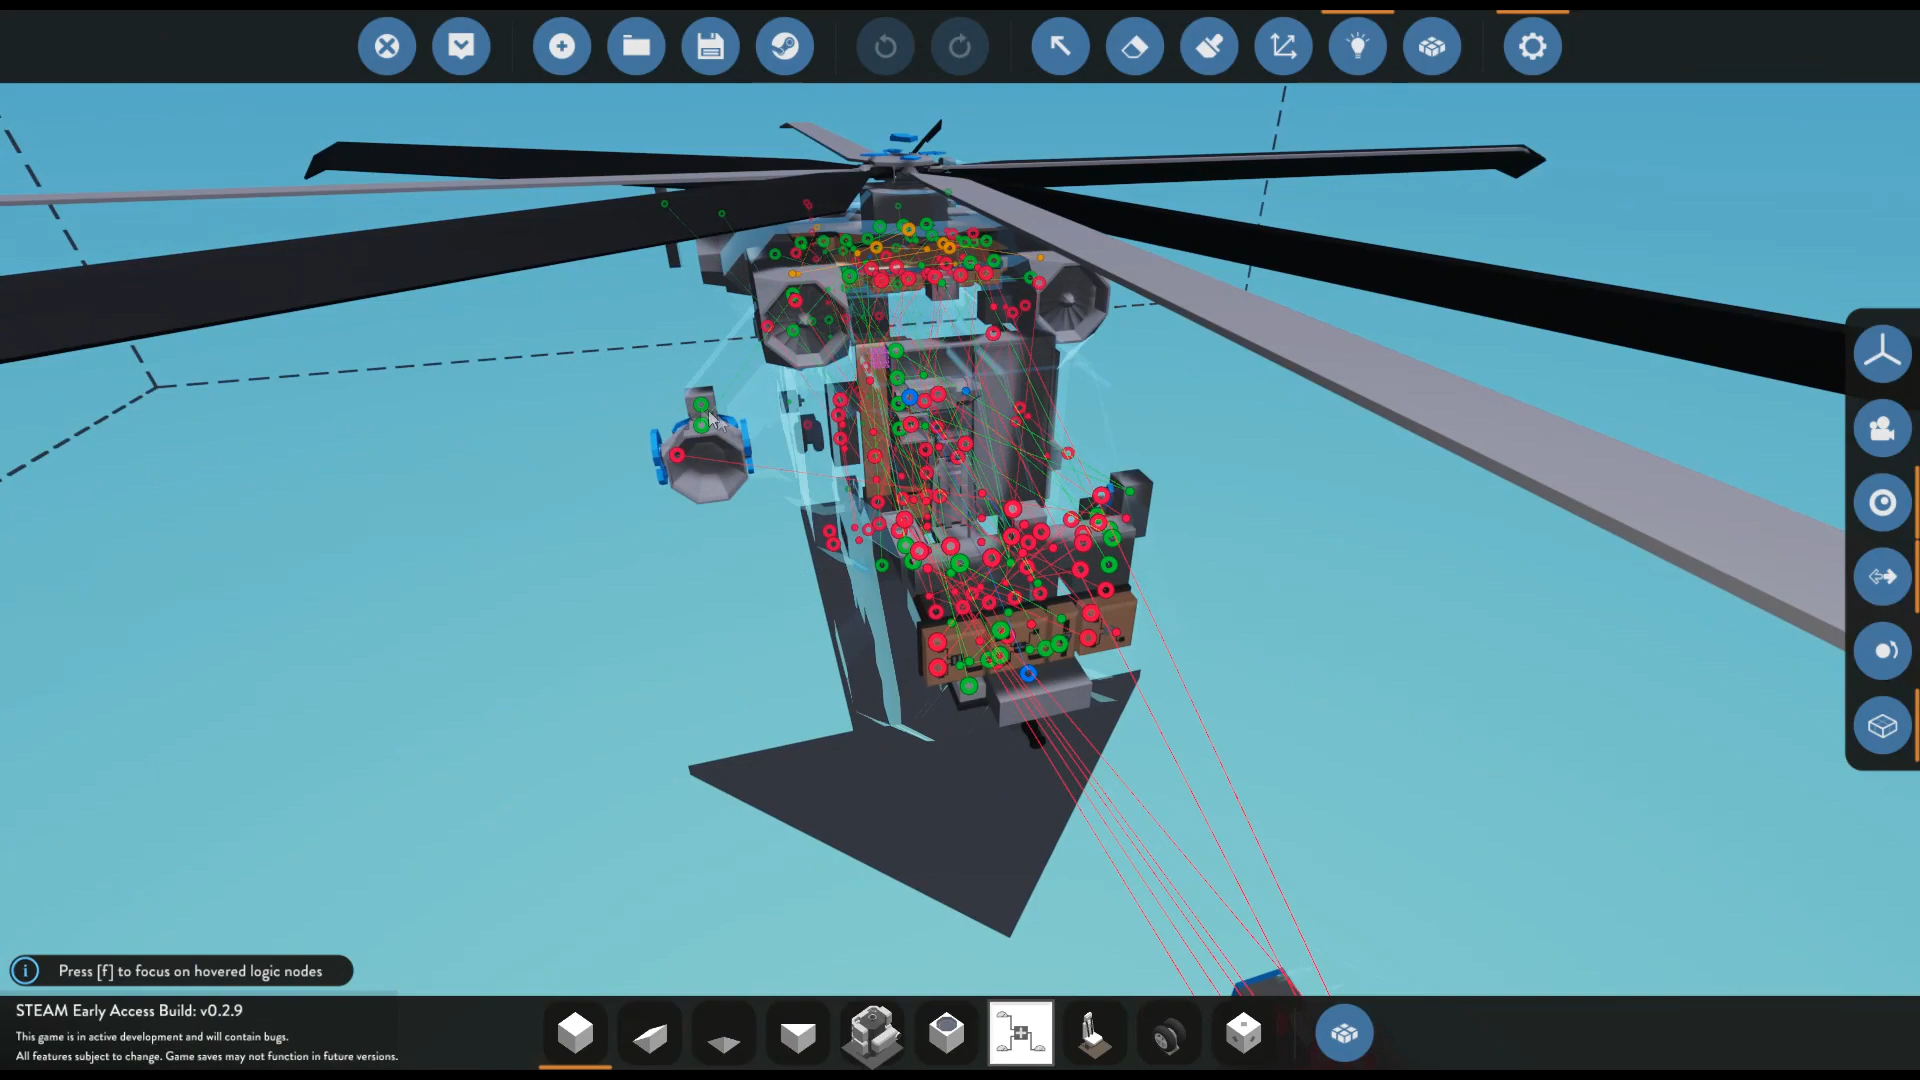 Press [f] to focus on hovered logic nodes
STEAM Early Access Build: v0.2.9
This game is in active development and will contain bugs.
All features subject to change. Game saves may not function in future versions.